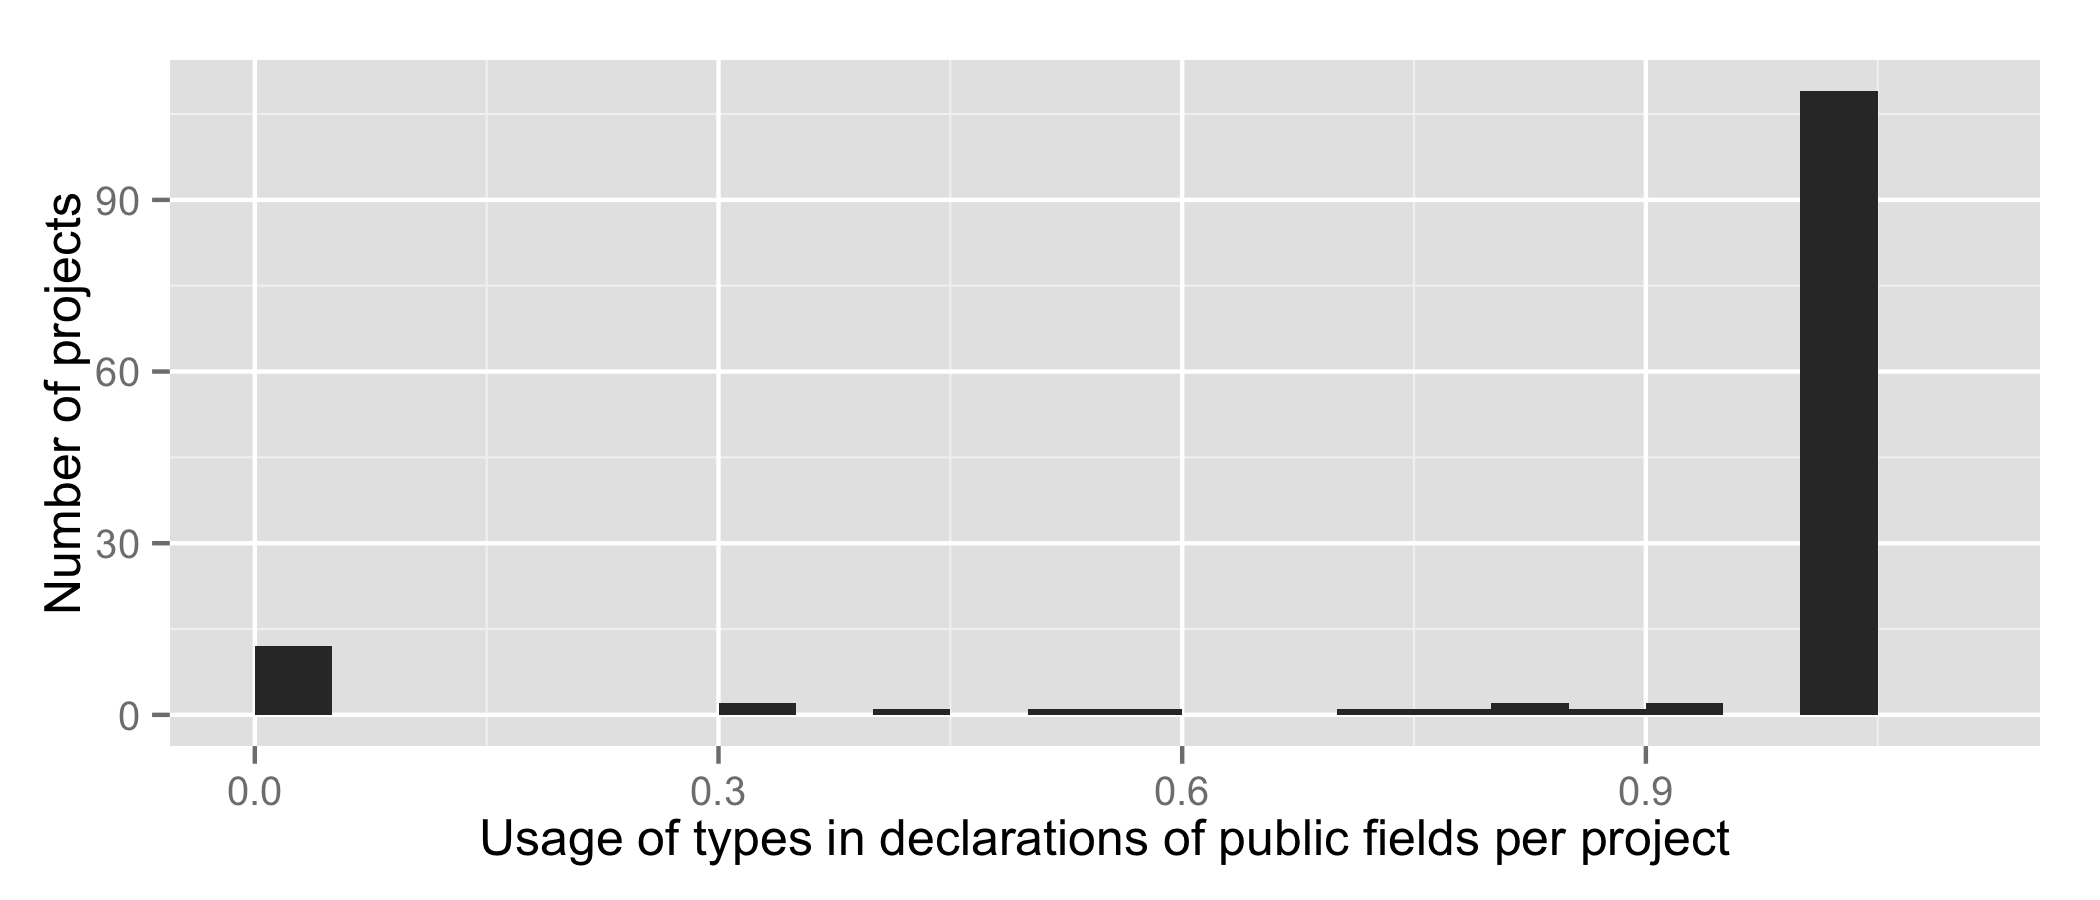 Number of projects
90
60
30
0
0.0 0.3 0.6 0.9
Usage of types in declarations of public fields per project